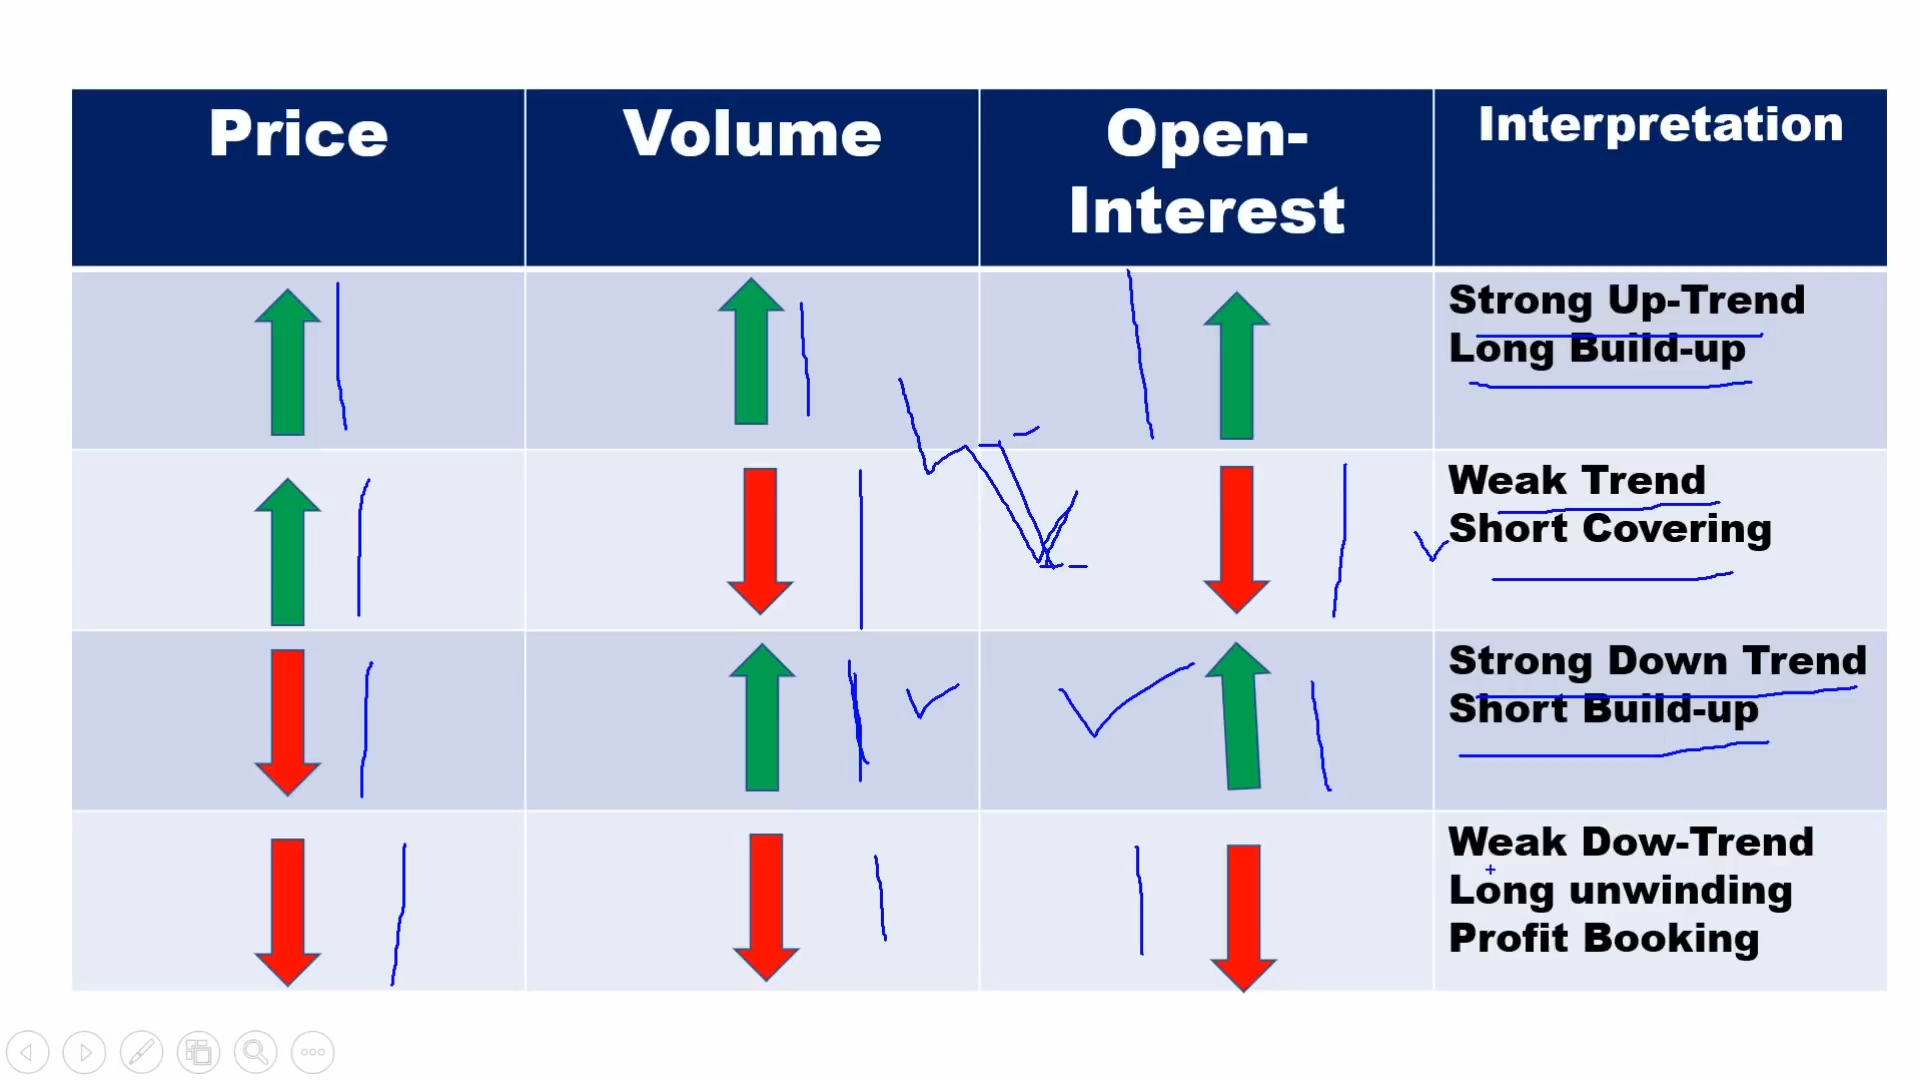 Price
Volume
Open-
Interest
Interpretation
Strong Up-Trend
Long Build-up
Weak Trend
Short Covering
Strong Down Trend
Short Build-up
Weak Dow-Trend
Long unwinding
Profit Booking